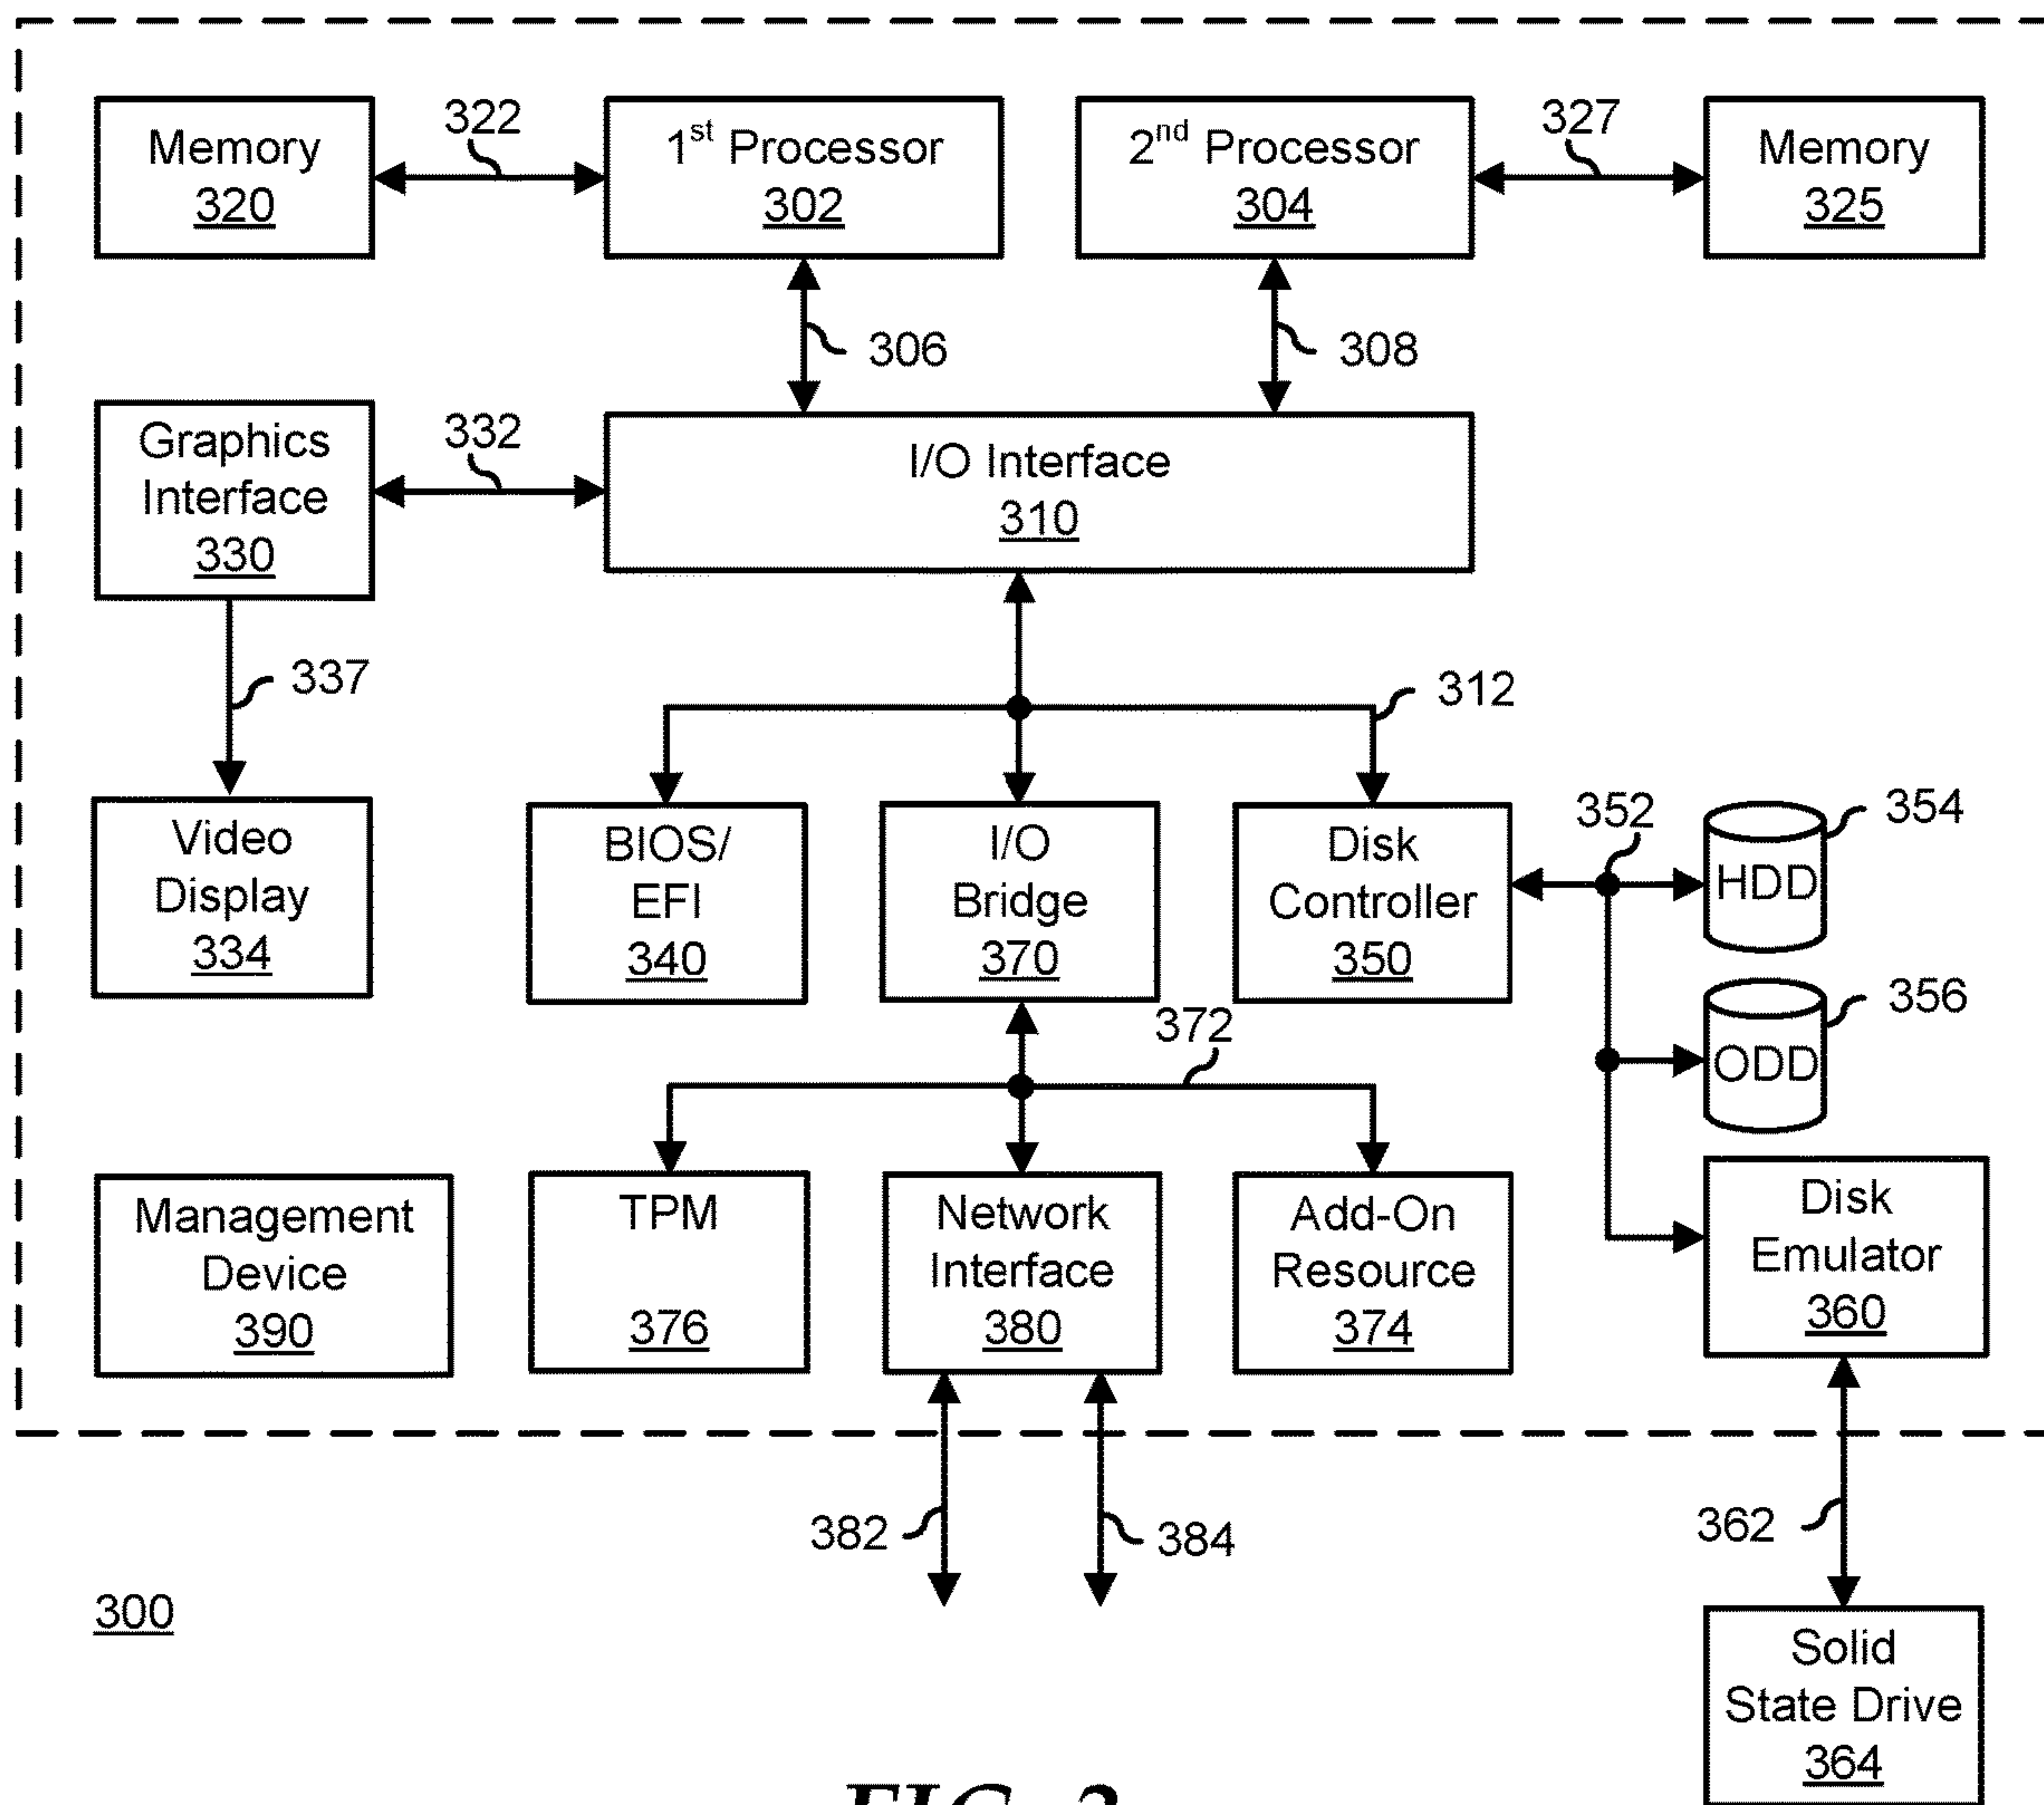 Memory
320
322
1st Processor
302
2nd Processor
304
327
Memory
325
306
308
Graphics
Interface
330
332
I/O Interface
310
337
312
Video
Display
334
BIOS/
EFI
340
I/O
Bridge
370
Disk
Controller
350
352
354
HDD
356
ODD
372
Management
Device
390
TPM
376
Network
Interface
380
Add-On
Resource
374
Disk
Emulator
360
382
384
362
300
Solid
State Drive
364
FIG.